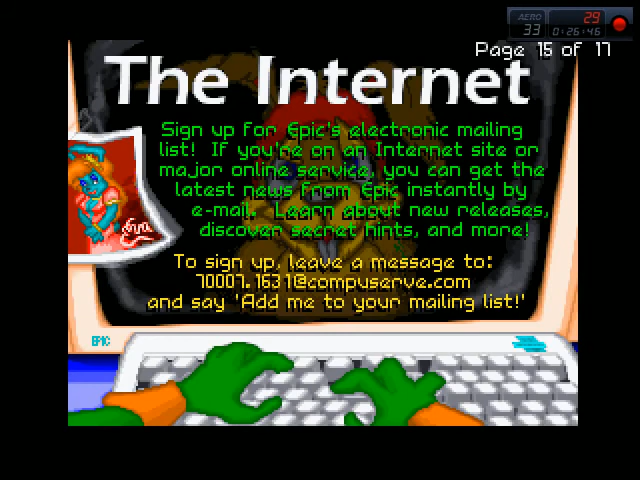 AERO
33
29
0:26:46
Page 15 of 17
The Internet
Sign up for Epic's electronic mailing
list! If you're on an Internet site or
major online service, you can get the
latest news from Epic instantly by
e-mail. Learn about new releases,
discover secret hints, and more!
To sign up, leave a message to:
70007.1631@compuserve.com
and say 'Add me to your mailing list!'
Eva
EPIC